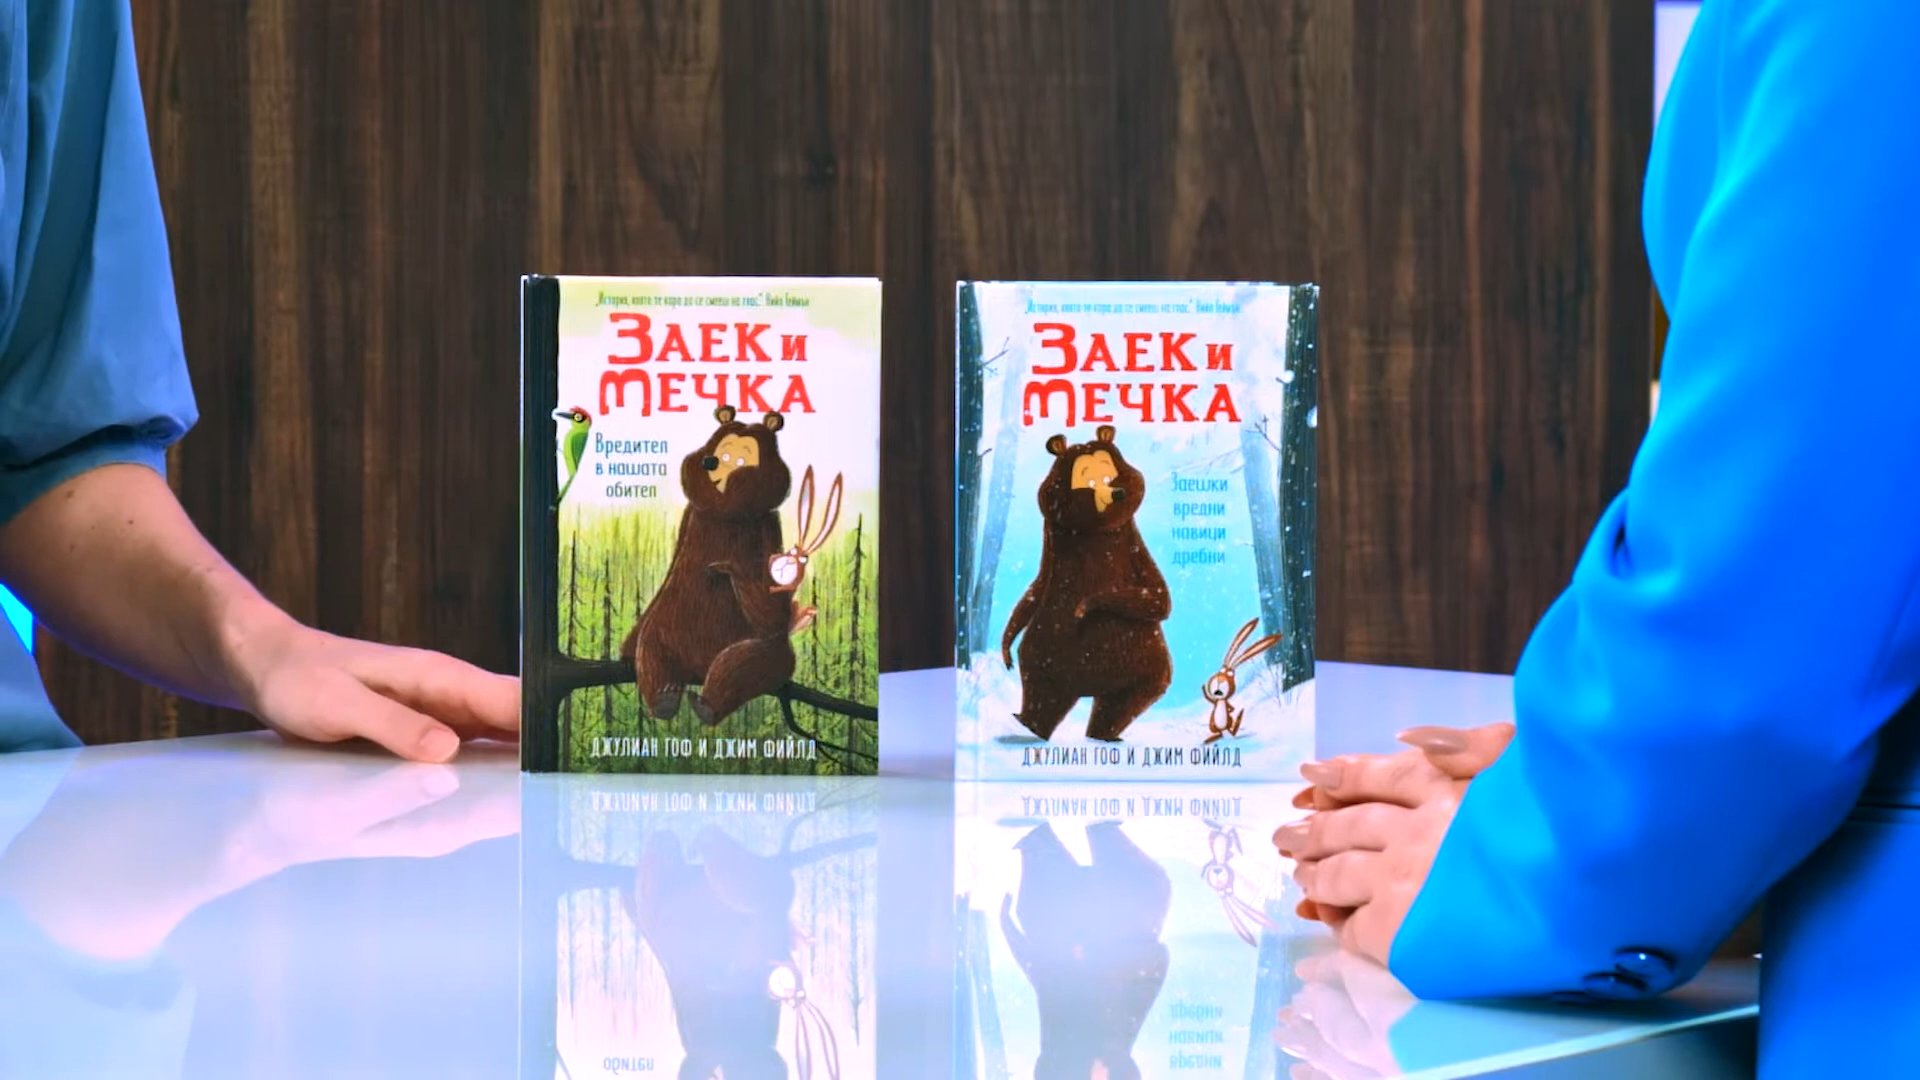 „История, която те кара да се смееш на глас.“ Нийл Геймън
ЗАЕК И
МЕЧКА
Вредител
в нашата
обител
ДЖУЛИАН ГОФ И ДЖИМ ФИЙЛД
„История, която те кара да се смееш на глас.“ Нийл Геймън
ЗАЕК И
МЕЧКА
Заешки
вредни
навици
дребни
ДЖУЛИАН ГОФ И ДЖИМ ФИЙЛД